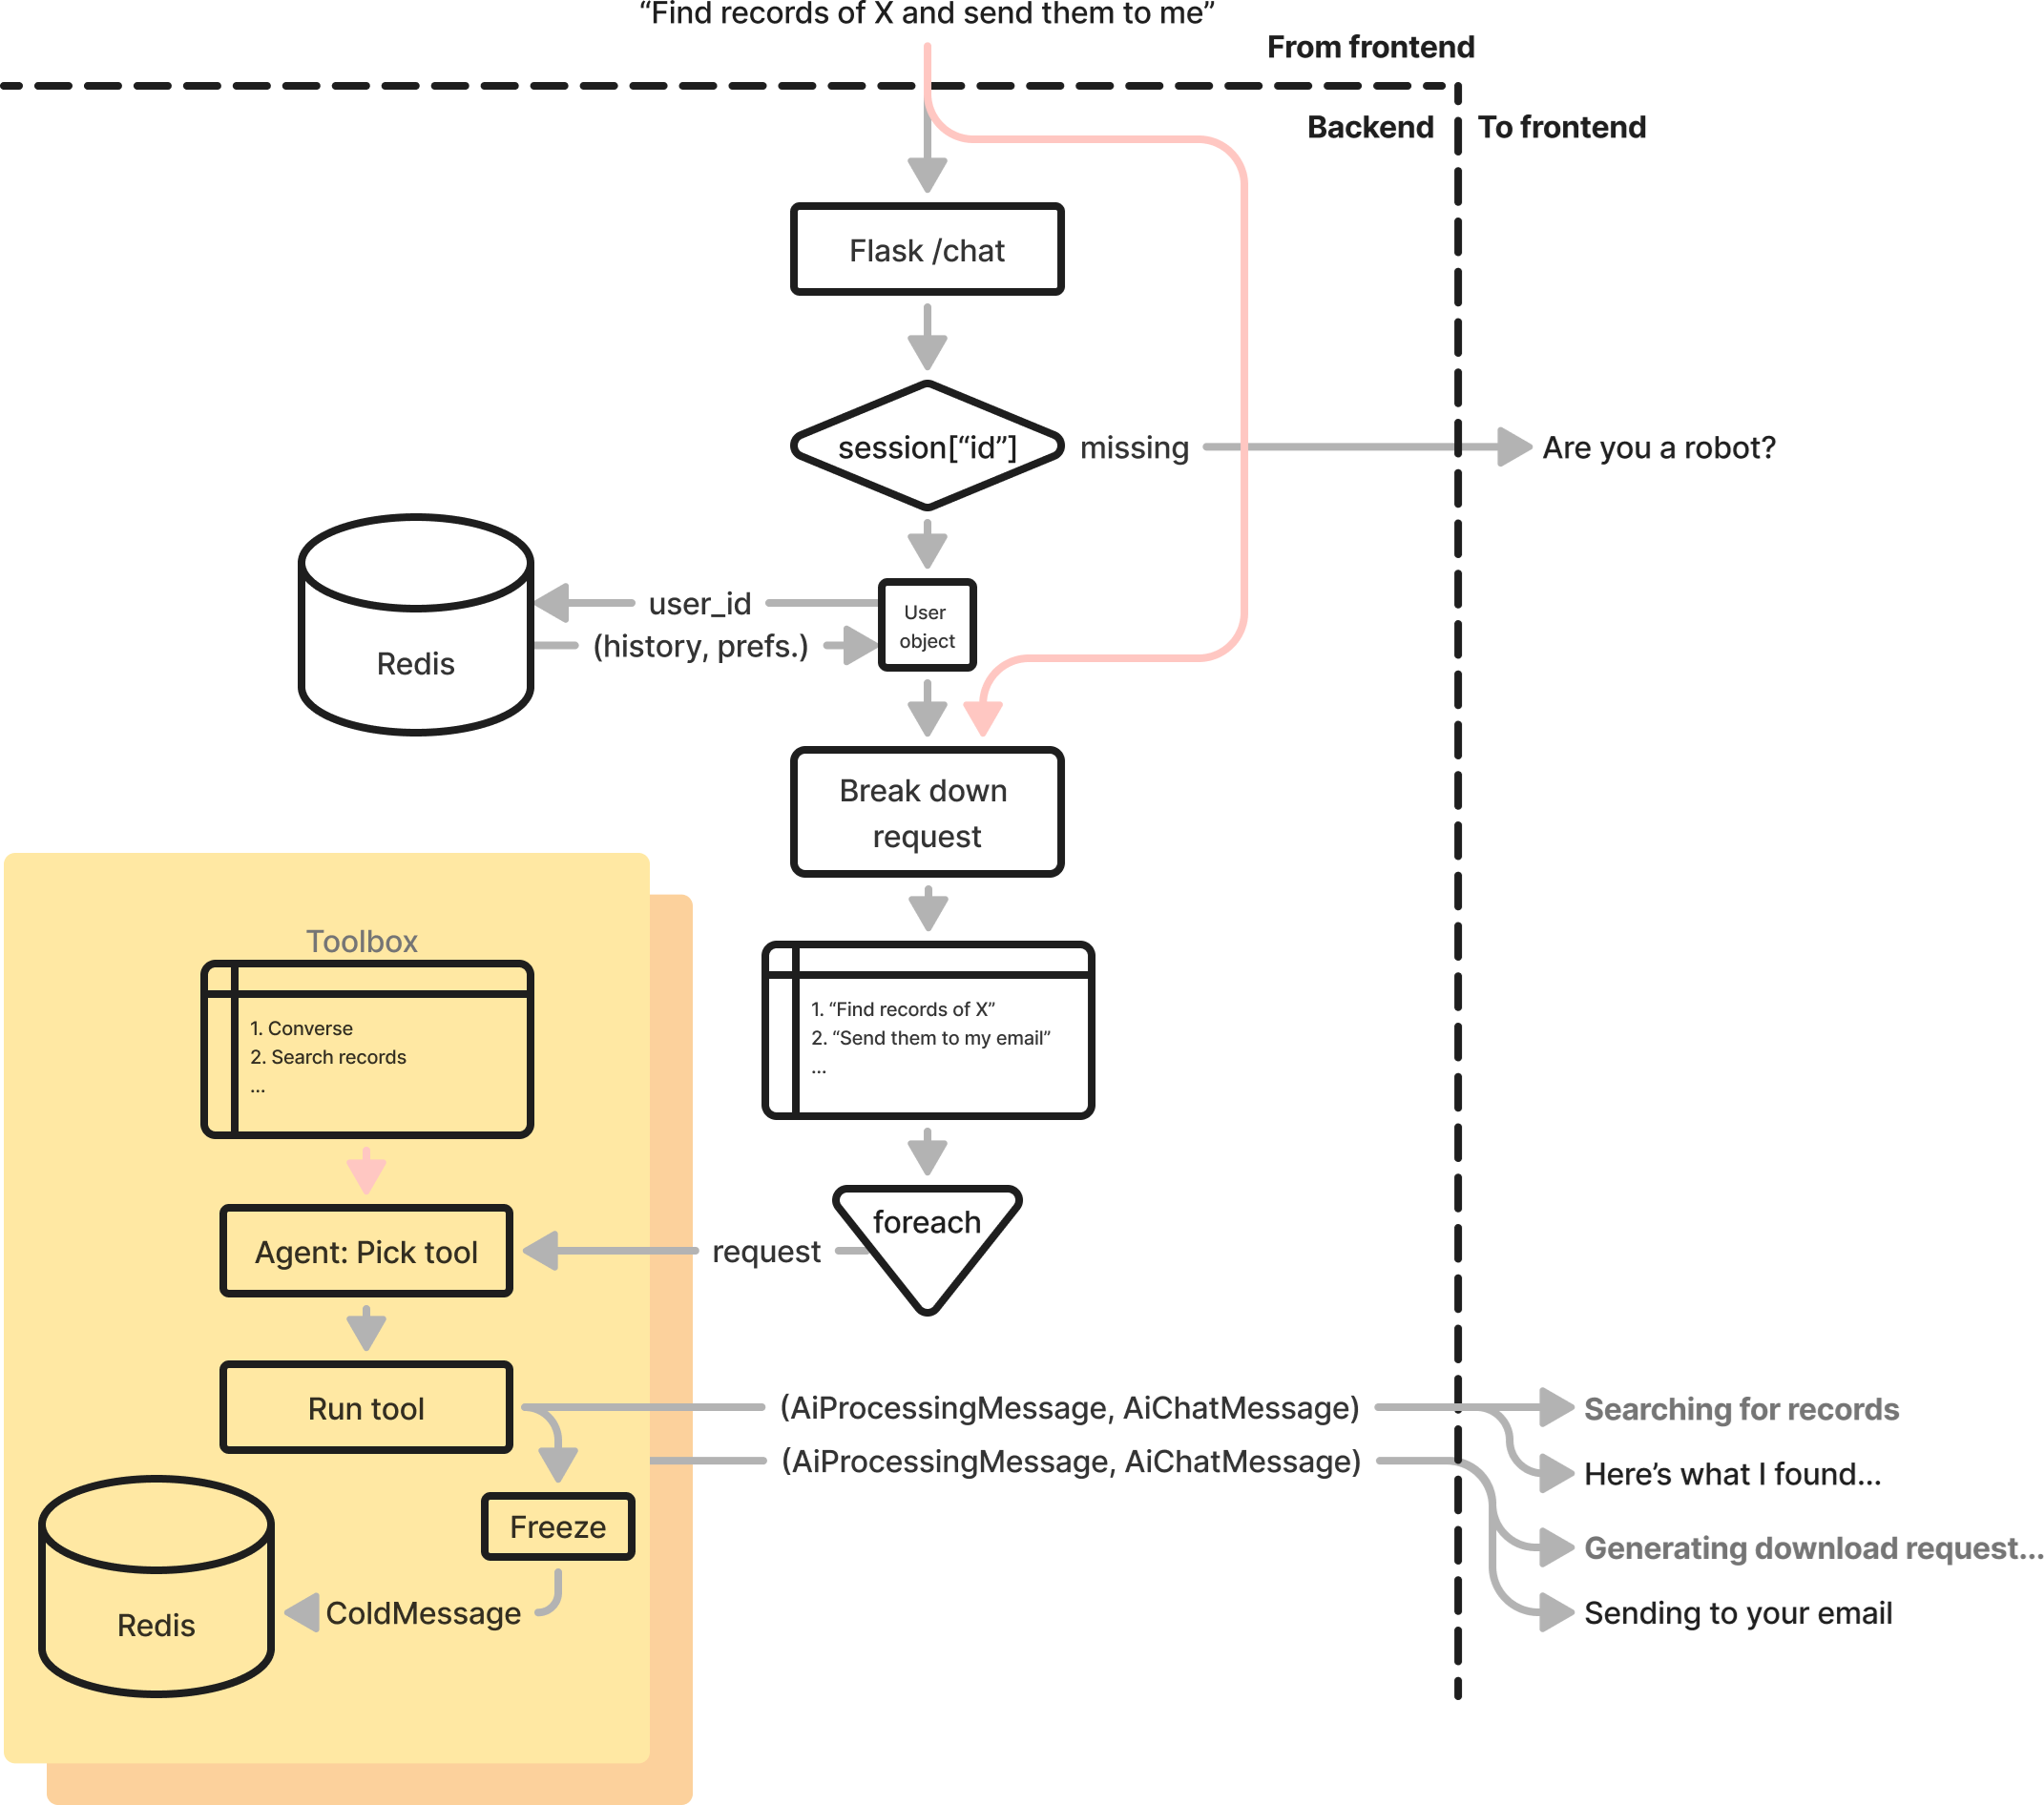 “Find records of X and send them to me”
From frontend
Backend
To frontend
Flask /chat
session[“id”]
missing
Are you a robot?
user_id
(history, prefs.)
User
object
Redis
Break down
request
Toolbox
1. Converse
2. Search records
...
1. “Find records of X”
2. “Send them to my email”
...
foreach
request
Agent: Pick tool
Run tool
(AiProcessingMessage, AiChatMessage)
Searching for records
(AiProcessingMessage, AiChatMessage)
Here’s what I found...
Freeze
Generating download request...
ColdMessage
Sending to your email
Redis